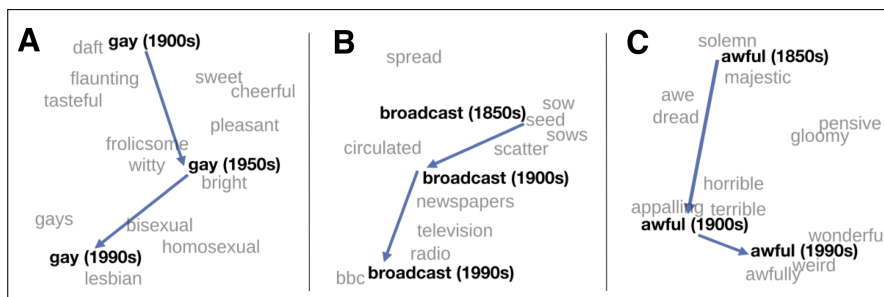 A
daft gay (1900s)
flaunting sweet
tasteful cheerful
pleasant
frolicsome
witty gay (1950s)
bright
gays bisexual
homosexual
gay (1990s)
lesbian
B
spread
broadcast (1850s) sow
seed
sows
circulated scatter
broadcast (1900s)
newspapers
television
radio
bbc broadcast (1990s)
C
solemn
awful (1850s)
majestic
awe
dread pensive
gloomy
horrible
appalling terrible
awful (1900s)
wonderfu
awful (1990s)
weird
awfully